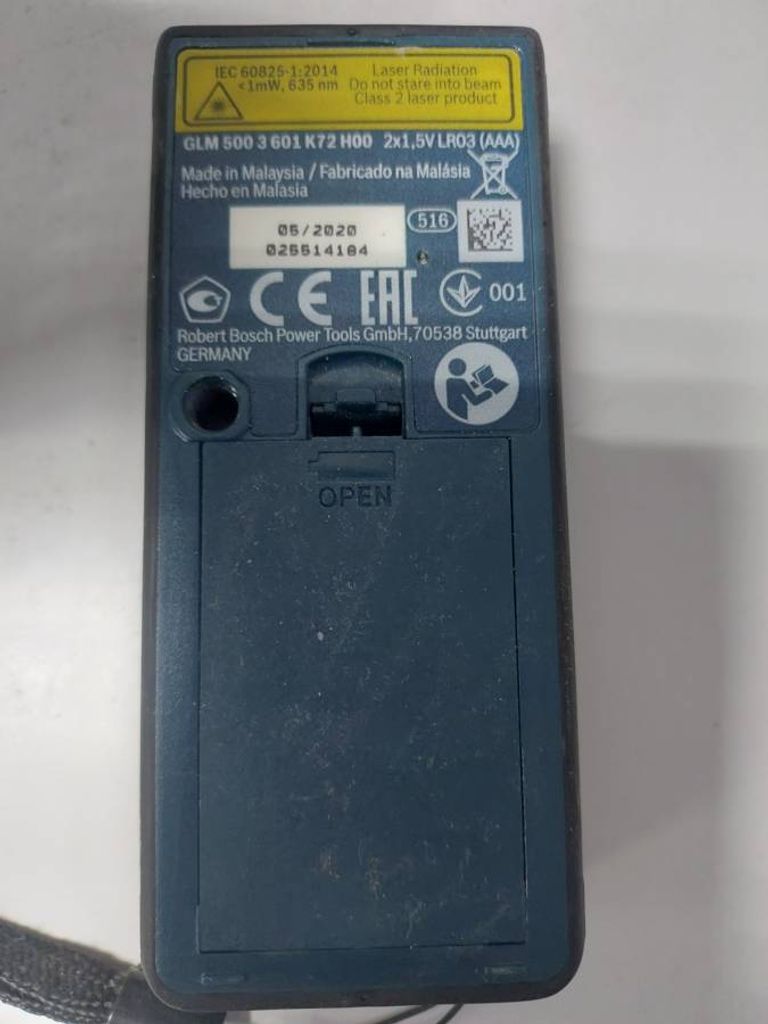 IEC 60825-1:2014
<1mW, 635 nm
Laser Radiation
Do not stare into beam
Class 2 laser product
GLM 500 3 601 K72 H00 2x1,5V LR03 (AAA)
Made in Malaysia / Fabricado na Malásia
Hecho en Malasia
05/2020
025514184
516
CE EAC 001
Robert Bosch Power Tools GmbH,70538 Stuttgart
GERMANY
OPEN